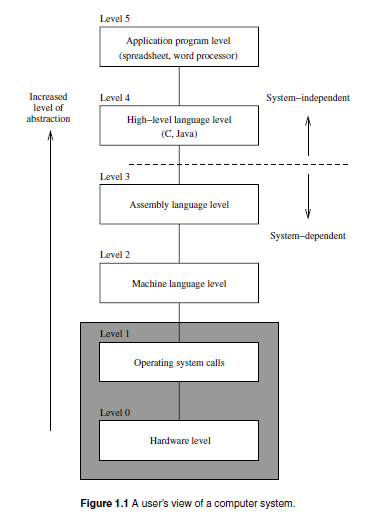 Level 5
Application program level
(spreadsheet, word processor)
Increased
level of
abstraction
Level 4
System−independent
High−level language level
(C, Java)
Level 3
Assembly language level
System−dependent
Level 2
Machine language level
Level 1
Operating system calls
Level 0
Hardware level
Figure 1.1 A user's view of a computer system.